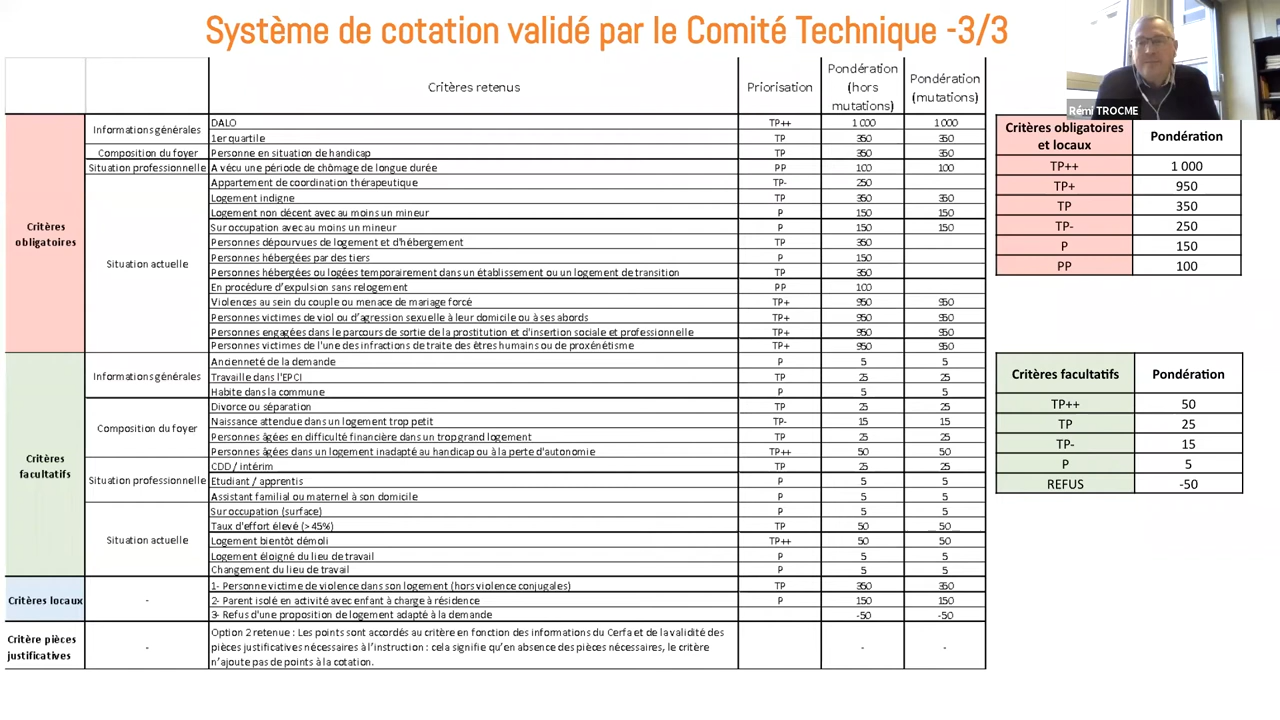 Système de cotation validé par le Comité Technique -3/3
Rémi TROCME
Critères retenus Priorisation Pondération (hors mutations) Pondération (mutations)
Critères obligatoires
Informations générales
DALO TP++ 1 000 1 000
1er quartile TP 350 350
Composition du foyer Personne en situation de handicap TP 350 350
Situation professionnelle A vécu une période de chômage de longue durée PP 100 100
Situation actuelle
Appartement de coordination thérapeutique TP- 250
Logement indigne TP 350 350
Logement non décent avec au moins un mineur P 150 150
Sur occupation avec au moins un mineur P 150 150
Personnes dépourvues de logement et d'hébergement TP 350
Personnes hébergées par des tiers P 150
Personnes hébergées ou logées temporairement dans un établissement ou un logement de transition TP 350
En procédure d'expulsion sans relogement PP 100
Violences au sein du couple ou menace de mariage forcé TP+ 950 950
Personnes victimes de viol ou d'agression sexuelle à leur domicile ou à ses abords TP+ 950 950
Personnes engagées dans le parcours de sortie de la prostitution et d'insertion sociale et professionnelle TP+ 950 950
Personnes victimes de l'une des infractions de traite des êtres humains ou de proxénétisme TP+ 950 950
Critères facultatifs
Informations générales
Ancienneté de la demande P 5 5
Travaille dans l'EPCI TP 25 25
Habite dans la commune P 5 5
Composition du foyer
Divorce ou séparation TP 25 25
Naissance attendue dans un logement trop petit TP- 15 15
Personnes âgées en difficulté financière dans un trop grand logement TP 25 25
Personnes âgées dans un logement inadapté au handicap ou à la perte d'autonomie TP++ 50 50
Situation professionnelle
CDD / intérim TP 25 25
Etudiant / apprentis P 5 5
Assistant familial ou maternel à son domicile P 5 5
Situation actuelle
Sur occupation (surface) P 5 5
Taux d'effort élevé (> 45%) TP 50 50
Logement bientôt démoli TP++ 50 50
Logement éloigné du lieu de travail P 5 5
Changement du lieu de travail P 5 5
Critères locaux -
1- Personne victime de violence dans son logement (hors violence conjugales) TP 350 350
2- Parent isolé en activité avec enfant à charge à résidence P 150 150
3- Refus d'une proposition de logement adapté à la demande -50 -50
Critère pièces justificatives -
Option 2 retenue : Les points sont accordés au critère en fonction des informations du Cerfa et de la validité des
pièces justificatives nécessaires à l'instruction : cela signifie qu'en absence des pièces nécessaires, le critère
n'ajoute pas de points à la cotation. - -
Critères obligatoires et locaux Pondération
TP++ 1 000
TP+ 950
TP 350
TP- 250
P 150
PP 100
Critères facultatifs Pondération
TP++ 50
TP 25
TP- 15
P 5
REFUS -50